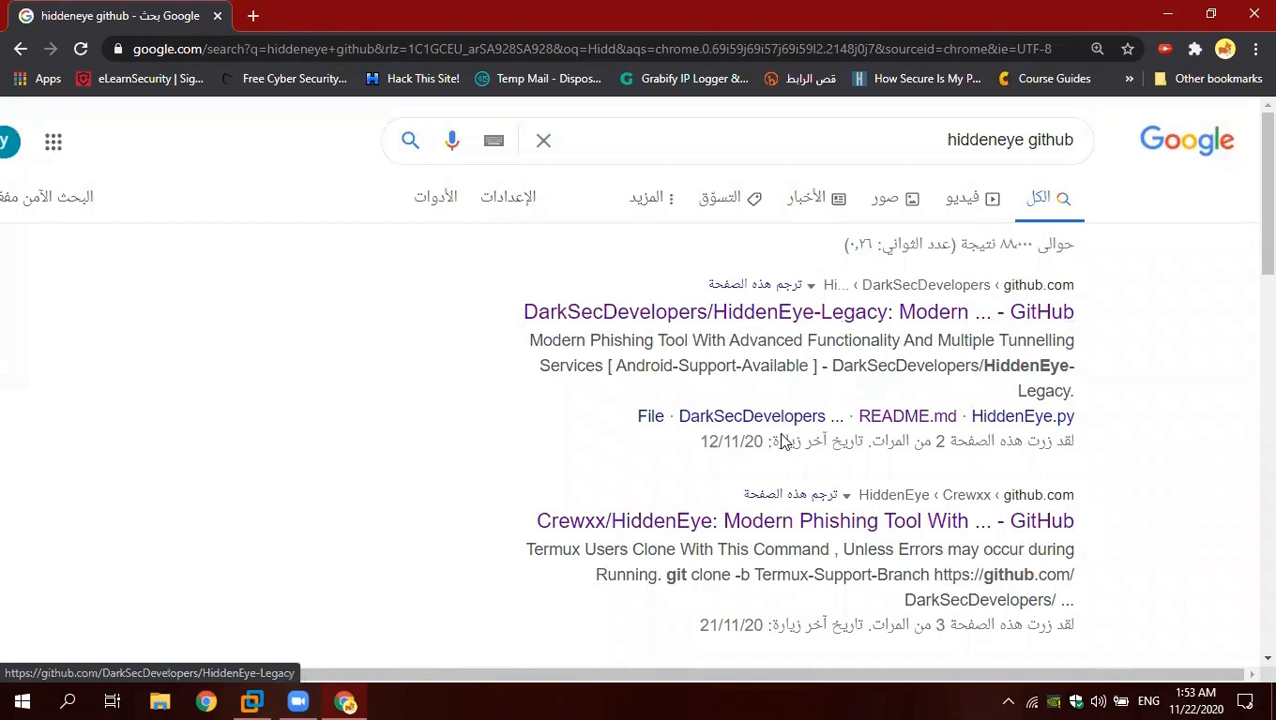 hiddeneye github - بحث Google
google.com/search?q=hiddeneye+github&rlz=1C1GCEU_arSA928SA928&oq=Hidd&aqs=chrome.0.69i59j69i57j69i59l2.2148j0j7&sourceid=chrome&ie=UTF-8
Apps eLearnSecurity | Sig... Free Cyber Security... Hack This Site! Temp Mail - Dispos... Grabify IP Logger &... قص الرابط How Secure Is My P... Course Guides » Other bookmarks
y
hiddeneye github
Google
الكل فيديو صور الأخبار التسوّق المزيد الإعدادات الأدوات البحث الآمن مفع
حوالى ٨٨٬٠٠٠ نتيجة (عدد الثواني: ٠٫٢٦)
github.com › DarkSecDevelopers › Hi... ترجم هذه الصفحة
DarkSecDevelopers/HiddenEye-Legacy: Modern ... - GitHub
Modern Phishing Tool With Advanced Functionality And Multiple Tunnelling
Services [ Android-Support-Available ] - DarkSecDevelopers/HiddenEye-
Legacy.
File · DarkSecDevelopers ... · README.md · HiddenEye.py
لقد زرت هذه الصفحة 2 من المرات. تاريخ آخر زيارة: 12/11/20
github.com › Crewxx › HiddenEye ترجم هذه الصفحة
Crewxx/HiddenEye: Modern Phishing Tool With ... - GitHub
Termux Users Clone With This Command , Unless Errors may occur during
Running. git clone -b Termux-Support-Branch https://github.com/
DarkSecDevelopers/ ...
لقد زرت هذه الصفحة 3 من المرات. تاريخ آخر زيارة: 21/11/20
https://github.com/DarkSecDevelopers/HiddenEye-Legacy
ENG
1:53 AM
11/22/2020